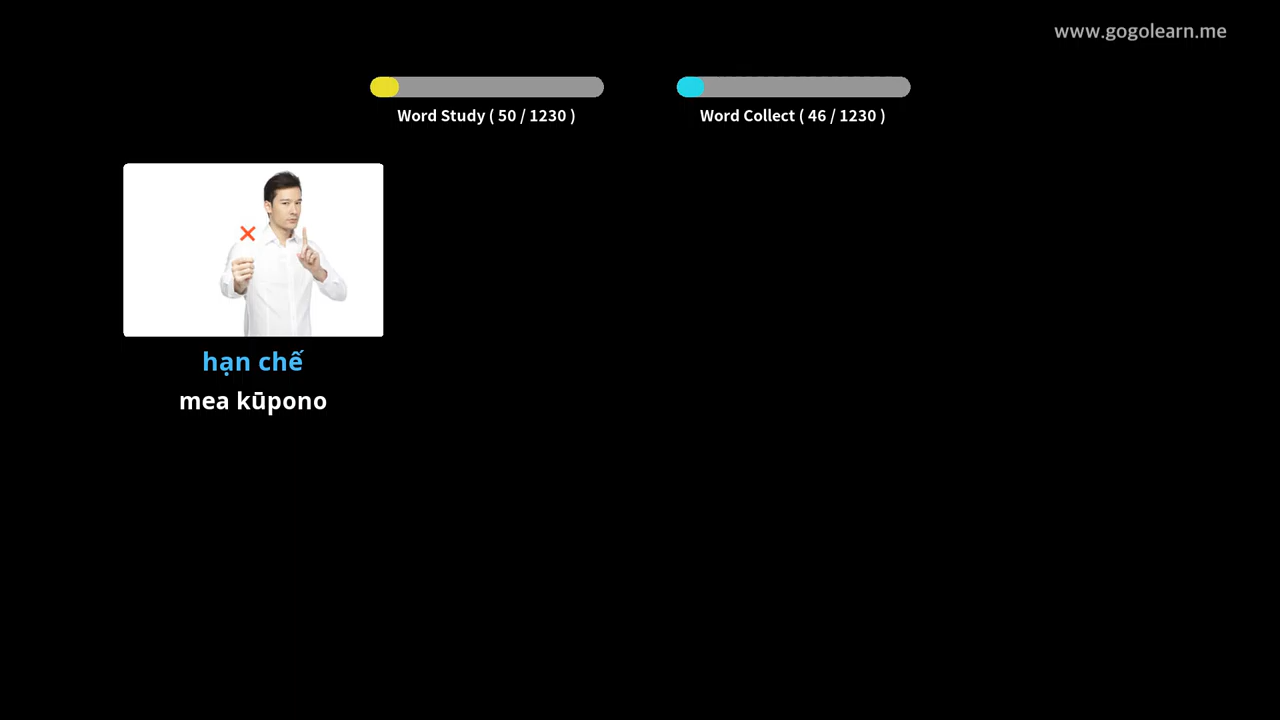 www.gogolearn.me
Word Study ( 50 / 1230 )
Word Collect ( 46 / 1230 )
hạn chế
mea kūpono